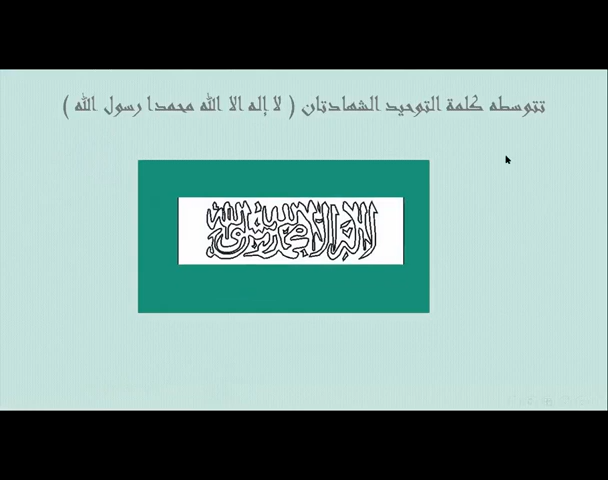 تتوسطه كلمة التوحيد الشهادتان ( لا إله الا الله محمدا رسول الله )
لا إله إلا الله محمد رسول الله